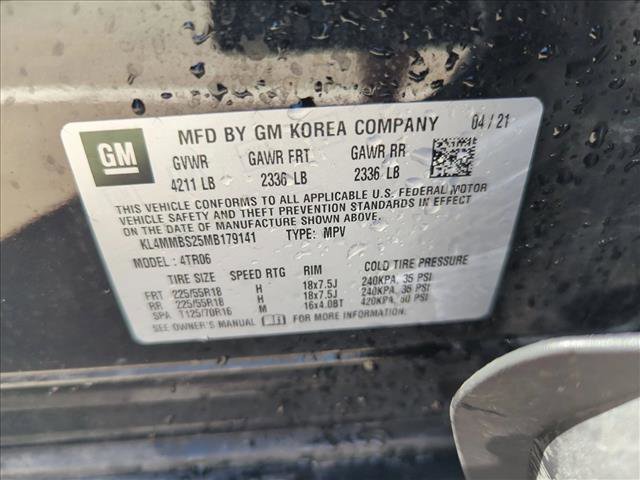 GM MFD BY GM KOREA COMPANY 04/21
GVWR GAWR FRT GAWR RR
4211 LB 2336 LB 2336 LB
THIS VEHICLE CONFORMS TO ALL APPLICABLE U.S. FEDERAL MOTOR
VEHICLE SAFETY AND THEFT PREVENTION STANDARDS IN EFFECT
ON THE DATE OF MANUFACTURE SHOWN ABOVE.
KL4MMBS25MB179141 TYPE: MPV
MODEL: 4TR06
TIRE SIZE SPEED RTG RIM COLD TIRE PRESSURE
FRT 225/55R18 H 18x7.5J 240KPA, 35 PSI
RR 225/55R18 H 18x7.5J 240KPA, 35 PSI
SPA T125/70R16 M 16x4.0BT 420KPA, 60 PSI
SEE OWNER'S MANUAL FOR MORE INFORMATION.